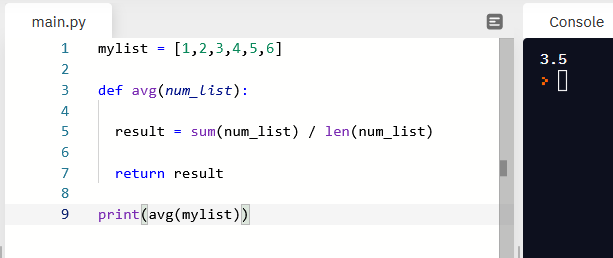 main.py
Console
1 mylist = [1,2,3,4,5,6]
2
3 def avg(num_list):
4
5 result = sum(num_list) / len(num_list)
6
7 return result
8
9 print(avg(mylist))
3.5
>